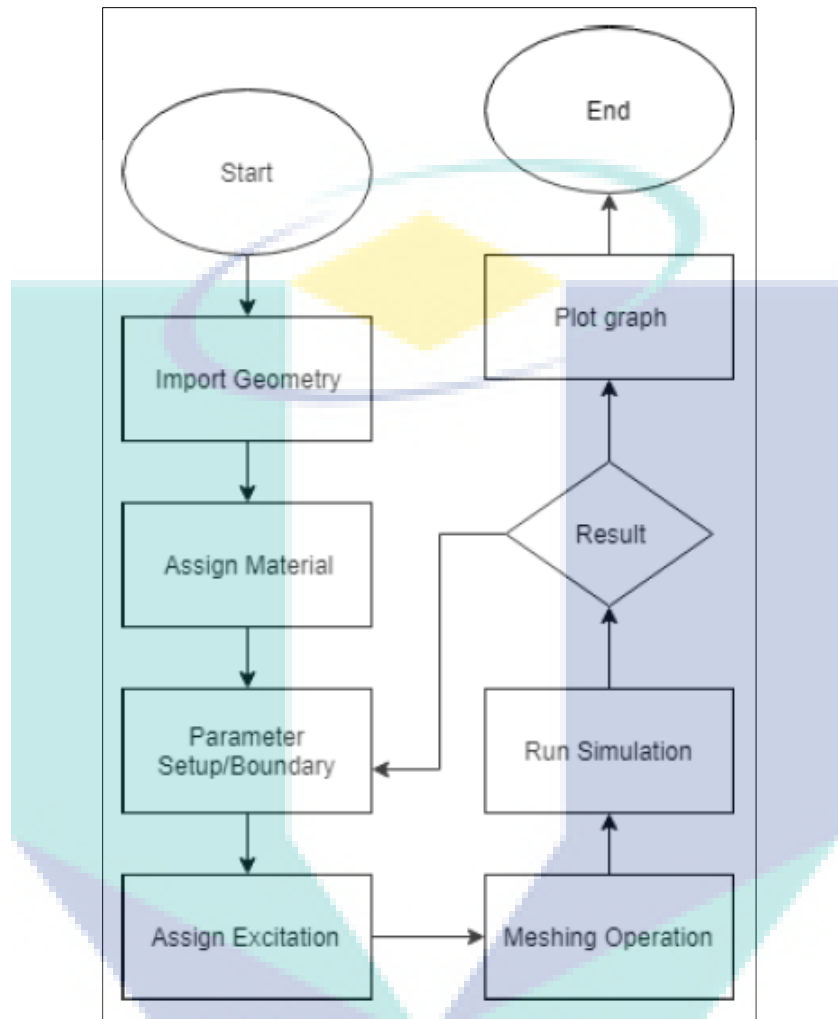 Start
Import Geometry
Assign Material
Parameter
Setup/Boundary
Assign Excitation
Meshing Operation
Run Simulation
Result
Plot graph
End